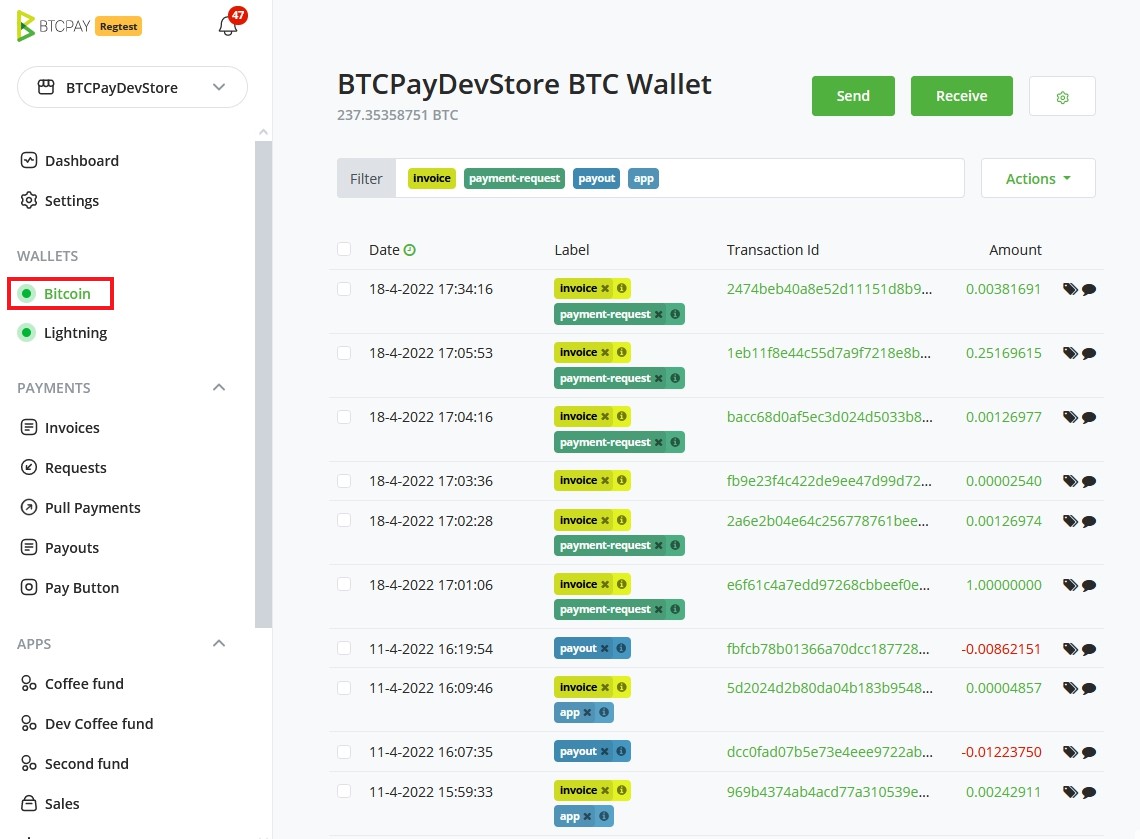 BTCPAY Regtest
47
BTCPayDevStore
Dashboard
Settings
WALLETS
Bitcoin
Lightning
PAYMENTS
Invoices
Requests
Pull Payments
Payouts
Pay Button
APPS
Coffee fund
Dev Coffee fund
Second fund
Sales
BTCPayDevStore BTC Wallet
237.35358751 BTC
Send Receive
Filter invoice payment-request payout app
Actions
Date Label Transaction Id Amount
18-4-2022 17:34:16 invoice 2474beb40a8e52d11151d8b9... 0.00381691
payment-request
18-4-2022 17:05:53 invoice 1eb11f8e44c55d7a9f7218e8b... 0.25169615
payment-request
18-4-2022 17:04:16 invoice bacc68d0af5ec3d024d5033b8... 0.00126977
payment-request
18-4-2022 17:03:36 invoice fb9e23f4c422de9ee47d99d72... 0.00002540
18-4-2022 17:02:28 invoice 2a6e2b04e64c256778761bee... 0.00126974
payment-request
18-4-2022 17:01:06 invoice e6f61c4a7edd97268cbbeef0e... 1.00000000
payment-request
11-4-2022 16:19:54 payout fbfcb78b01366a70dcc187728... -0.00862151
11-4-2022 16:09:46 invoice 5d2024d2b80da04b183b9548... 0.00004857
app
11-4-2022 16:07:35 payout dcc0fad07b5e73e4eee9722ab... -0.01223750
11-4-2022 15:59:33 invoice 969b4374ab4acd77a310539e... 0.00242911
app